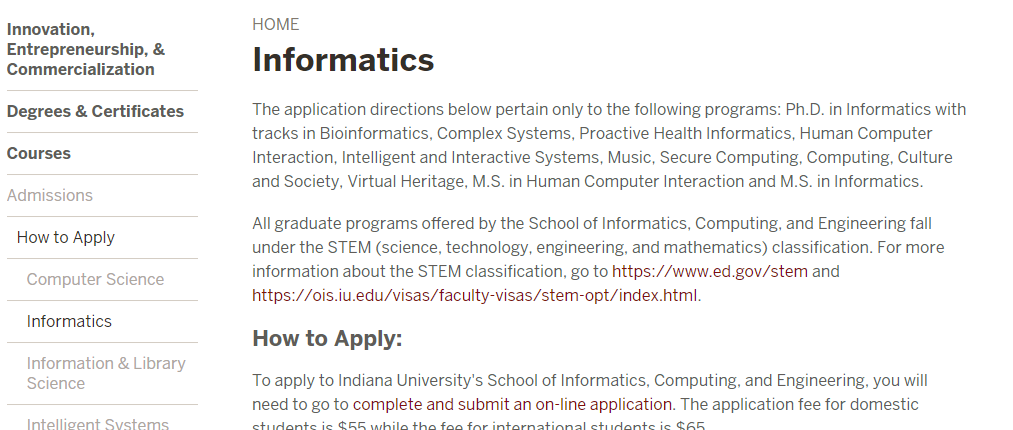 Innovation,
Entrepreneurship, &
Commercialization
Degrees & Certificates
Courses
Admissions
How to Apply
Computer Science
Informatics
Information & Library
Science
Intelligent Systems
HOME
Informatics
The application directions below pertain only to the following programs: Ph.D. in Informatics with
tracks in Bioinformatics, Complex Systems, Proactive Health Informatics, Human Computer
Interaction, Intelligent and Interactive Systems, Music, Secure Computing, Computing, Culture
and Society, Virtual Heritage, M.S. in Human Computer Interaction and M.S. in Informatics.
All graduate programs offered by the School of Informatics, Computing, and Engineering fall
under the STEM (science, technology, engineering, and mathematics) classification. For more
information about the STEM classification, go to https://www.ed.gov/stem and
https://ois.iu.edu/visas/faculty-visas/stem-opt/index.html.
How to Apply:
To apply to Indiana University's School of Informatics, Computing, and Engineering, you will
need to go to complete and submit an on-line application. The application fee for domestic
students is $55 while the fee for international students is $65.